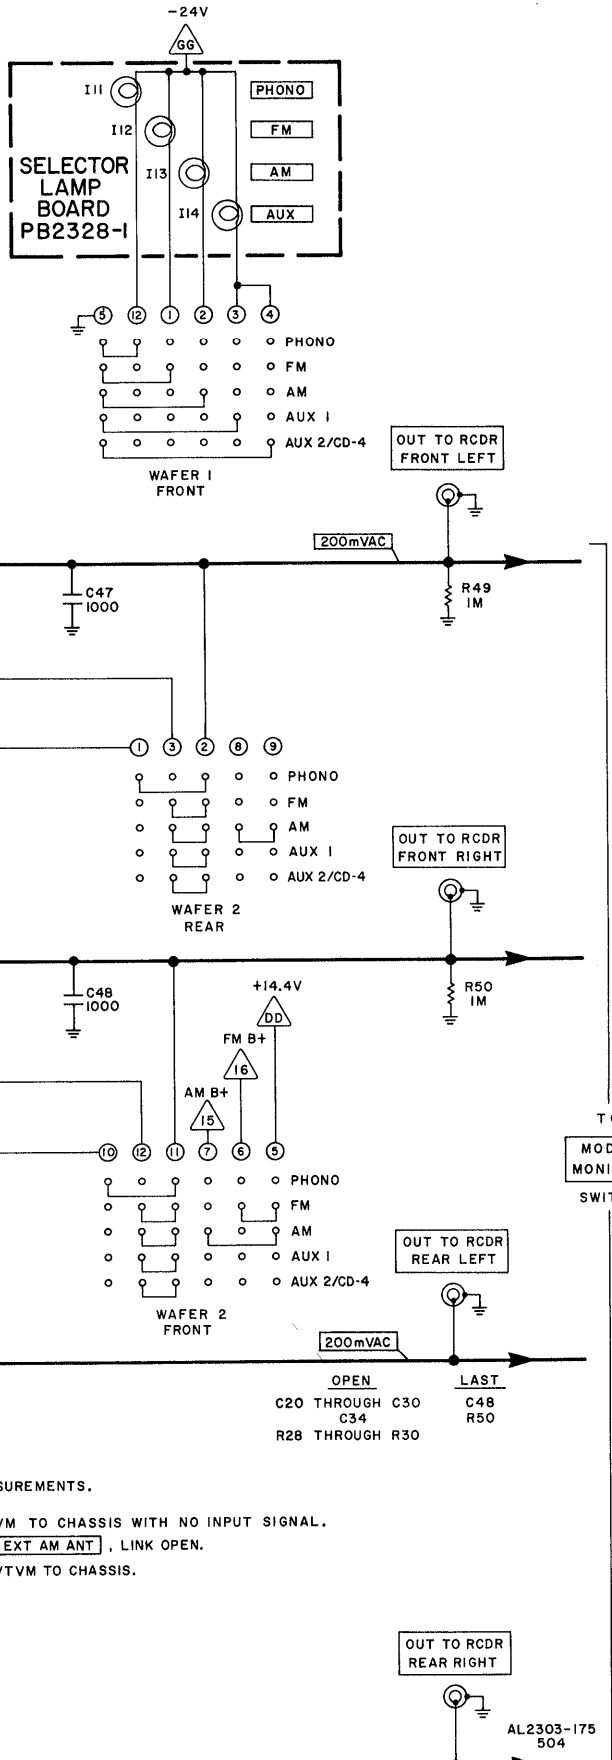 -24V
GG
I11
PHONO
I12
FM
SELECTOR
LAMP
BOARD
PB2328-1
I13
AM
I14
AUX
5 12 1 2 3 4
PHONO
FM
AM
AUX 1
AUX 2/CD-4
WAFER 1
FRONT
OUT TO RCDR
FRONT LEFT
200mVAC
C47
1000
R49
1M
1 3 2 8 9
PHONO
FM
AM
AUX 1
AUX 2/CD-4
WAFER 2
REAR
OUT TO RCDR
FRONT RIGHT
C48
1000
R50
1M
+14.4V
DD
FM B+
16
AM B+
15
10 12 11 7 6 5
PHONO
FM
AM
AUX 1
AUX 2/CD-4
WAFER 2
FRONT
MOD
MONI
SWIT
OUT TO RCDR
REAR LEFT
200mVAC
OPEN
C20 THROUGH C30
C34
R28 THROUGH R30
LAST
C48
R50
SUREMENTS.
VM TO CHASSIS WITH NO INPUT SIGNAL.
EXT AM ANT , LINK OPEN.
VTVM TO CHASSIS.
OUT TO RCDR
REAR RIGHT
AL2303-175
504